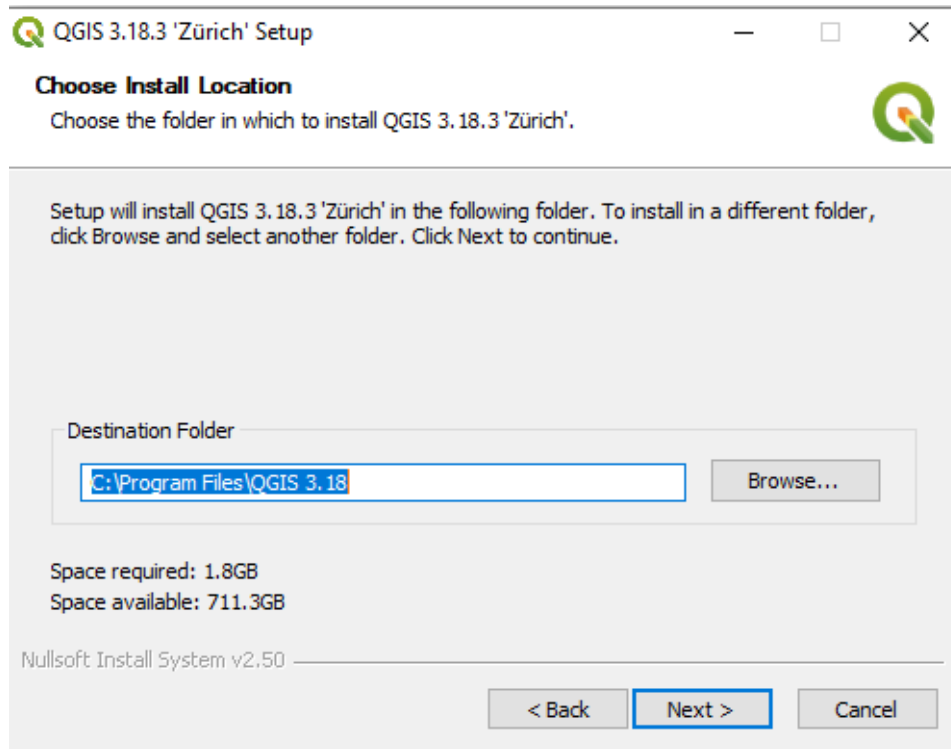 QGIS 3.18.3 'Zürich' Setup
Choose Install Location
Choose the folder in which to install QGIS 3.18.3 'Zürich'.
Setup will install QGIS 3.18.3 'Zürich' in the following folder. To install in a different folder,
click Browse and select another folder. Click Next to continue.
Destination Folder
C:\Program Files\QGIS 3.18
Browse...
Space required: 1.8GB
Space available: 711.3GB
Nullsoft Install System v2.50
< Back
Next >
Cancel